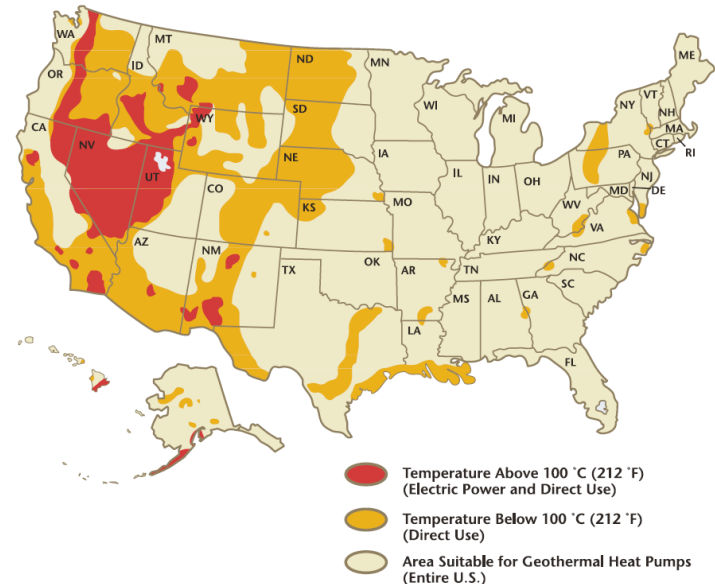 WA
MT
ND
MN
ME
OR
ID
WI
VT
NY
NH
MI
SD
WY
MA
CT
RI
CA
NV
NE
IA
PA
NJ
UT
IL
IN
OH
MD
DE
CO
WV
KS
MO
VA
KY
AZ
NM
OK
TN
NC
TX
AR
SC
MS
AL
GA
LA
FL
Temperature Above 100 ˚C (212 ˚F)
(Electric Power and Direct Use)
Temperature Below 100 ˚C (212 ˚F)
(Direct Use)
Area Suitable for Geothermal Heat Pumps
(Entire U.S.)